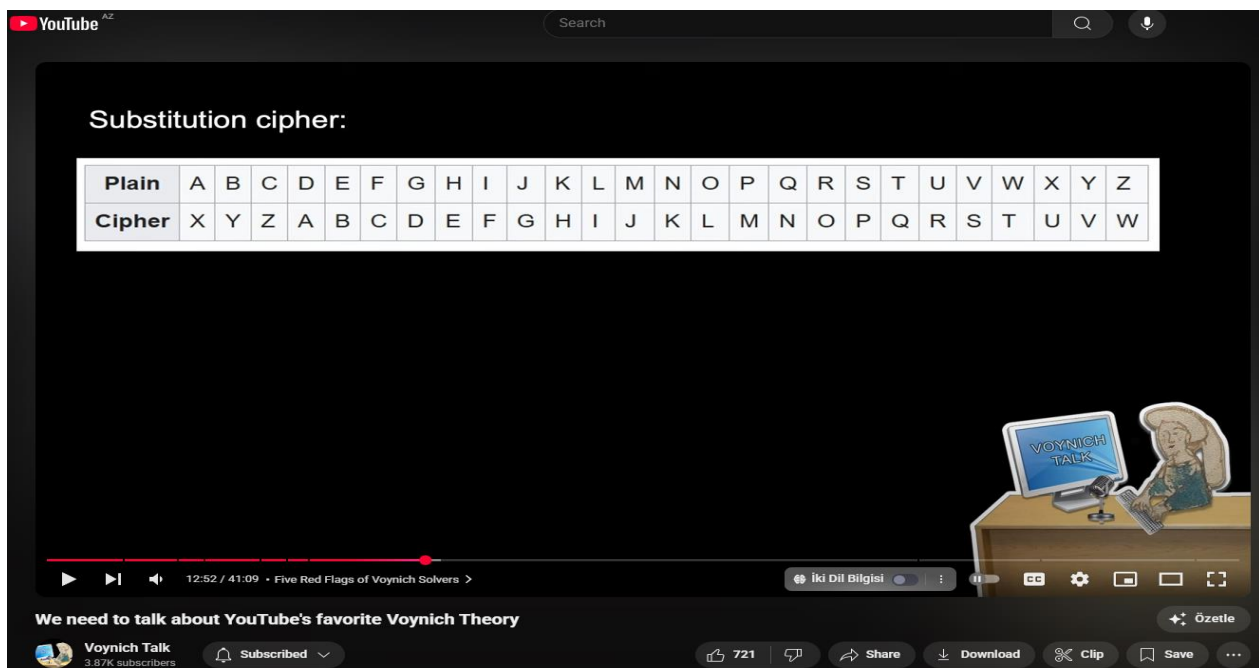 YouTube AZ
Search
Substitution cipher:
Plain A B C D E F G H I J K L M N O P Q R S T U V W X Y Z
Cipher X Y Z A B C D E F G H I J K L M N O P Q R S T U V W
VOYNICH
TALK
12:52 / 41:09 • Five Red Flags of Voynich Solvers >
İki Dil Bilgisi
CC
We need to talk about YouTube's favorite Voynich Theory
Özetle
Voynich Talk
3.87K subscribers
Subscribed
721
Share
Download
Clip
Save